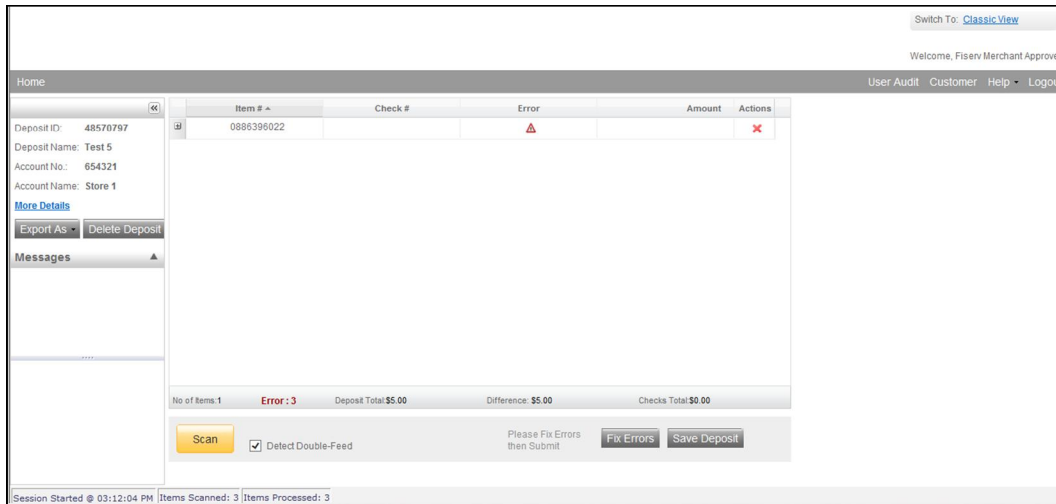 Switch To: Classic View
Welcome, Fiserv Merchant Approve
Home User Audit Customer Help Logou
Item # Check # Error Amount Actions
0886396022
Deposit ID: 48570797
Deposit Name: Test 5
Account No.: 654321
Account Name: Store 1
More Details
Export As Delete Deposit
Messages
No of Items:1 Error : 3 Deposit Total:$5.00 Difference: $5.00 Checks Total:$0.00
Scan Detect Double-Feed Please Fix Errors then Submit Fix Errors Save Deposit
Session Started @ 03:12:04 PM Items Scanned: 3 Items Processed: 3